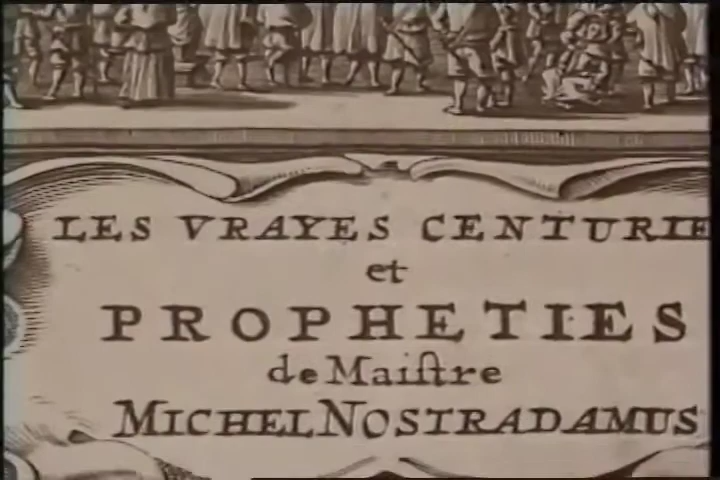 LES VRAYES CENTURIE
et
PROPHETIES
de Maiſtre
MICHEL NOSTRADAMUS